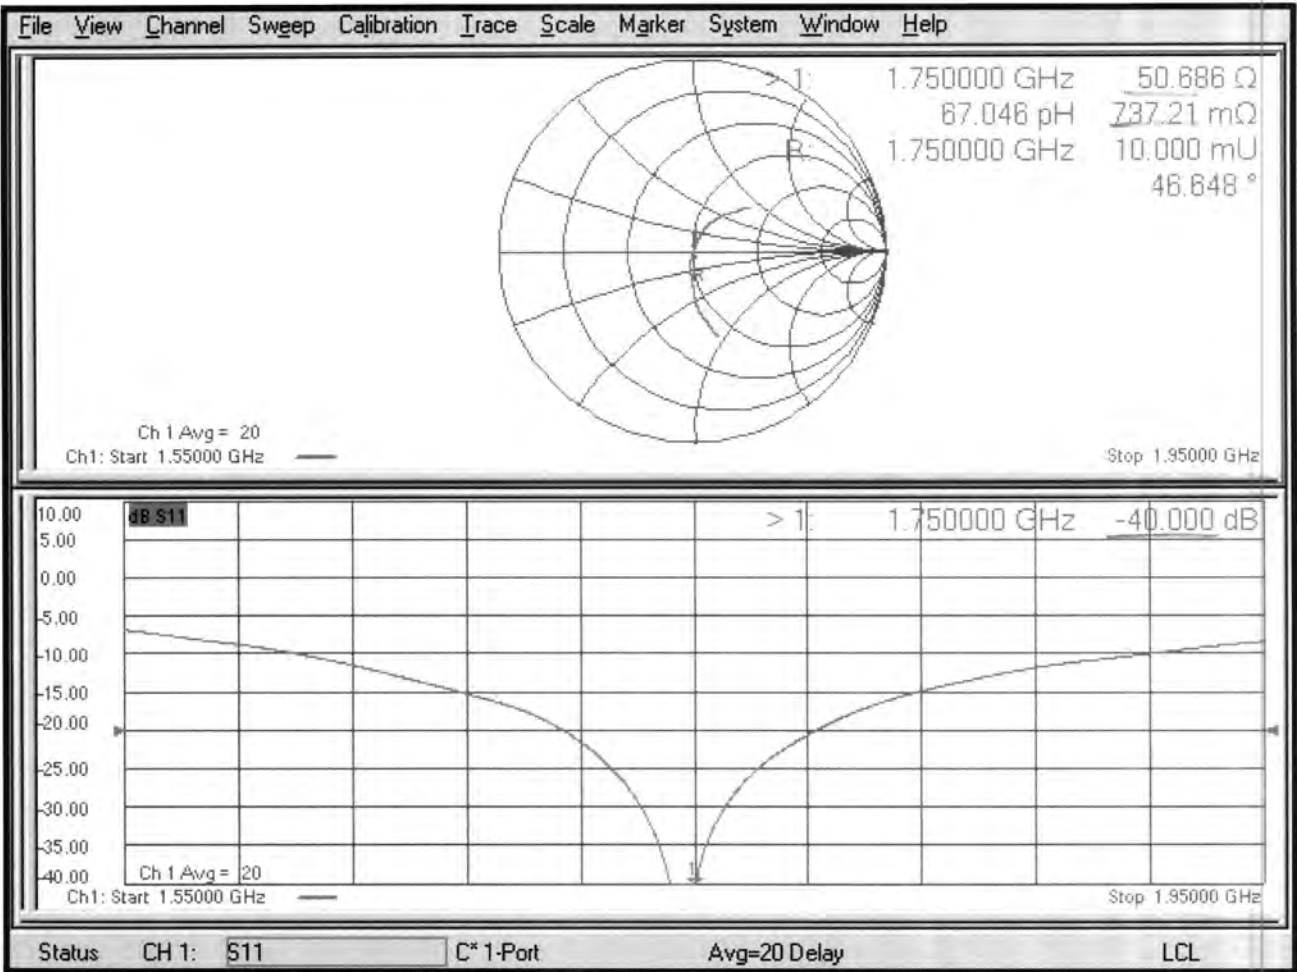 File View Channel Sweep Calibration Trace Scale Marker System Window Help
> 1: 1.750000 GHz 50.686 Ω
67.046 pH 737.21 mΩ
R: 1.750000 GHz 10.000 mU
46.648 °
Ch 1 Avg = 20
Ch1: Start 1.55000 GHz
Stop 1.95000 GHz
10.00 dB S11 > 1: 1.750000 GHz -40.000 dB
5.00
0.00
-5.00
-10.00
-15.00
-20.00
-25.00
-30.00
-35.00
-40.00
1
Ch 1 Avg = 20
Ch1: Start 1.55000 GHz
Stop 1.95000 GHz
Status CH 1: S11 C* 1-Port Avg=20 Delay LCL